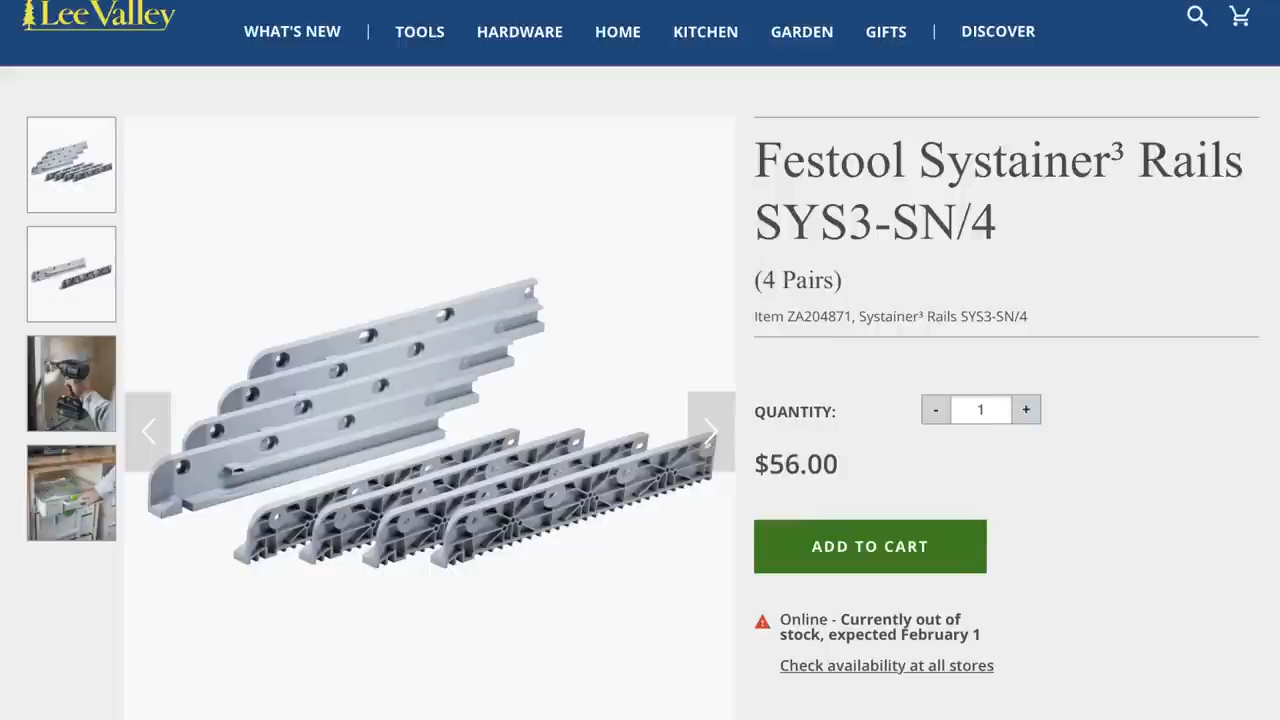 Lee Valley
WHAT'S NEW | TOOLS HARDWARE HOME KITCHEN GARDEN GIFTS | DISCOVER
Festool Systainer³ Rails
SYS3-SN/4
(4 Pairs)
Item ZA204871, Systainer³ Rails SYS3-SN/4
QUANTITY: - 1 +
$56.00
ADD TO CART
Online - Currently out of
stock, expected February 1
Check availability at all stores